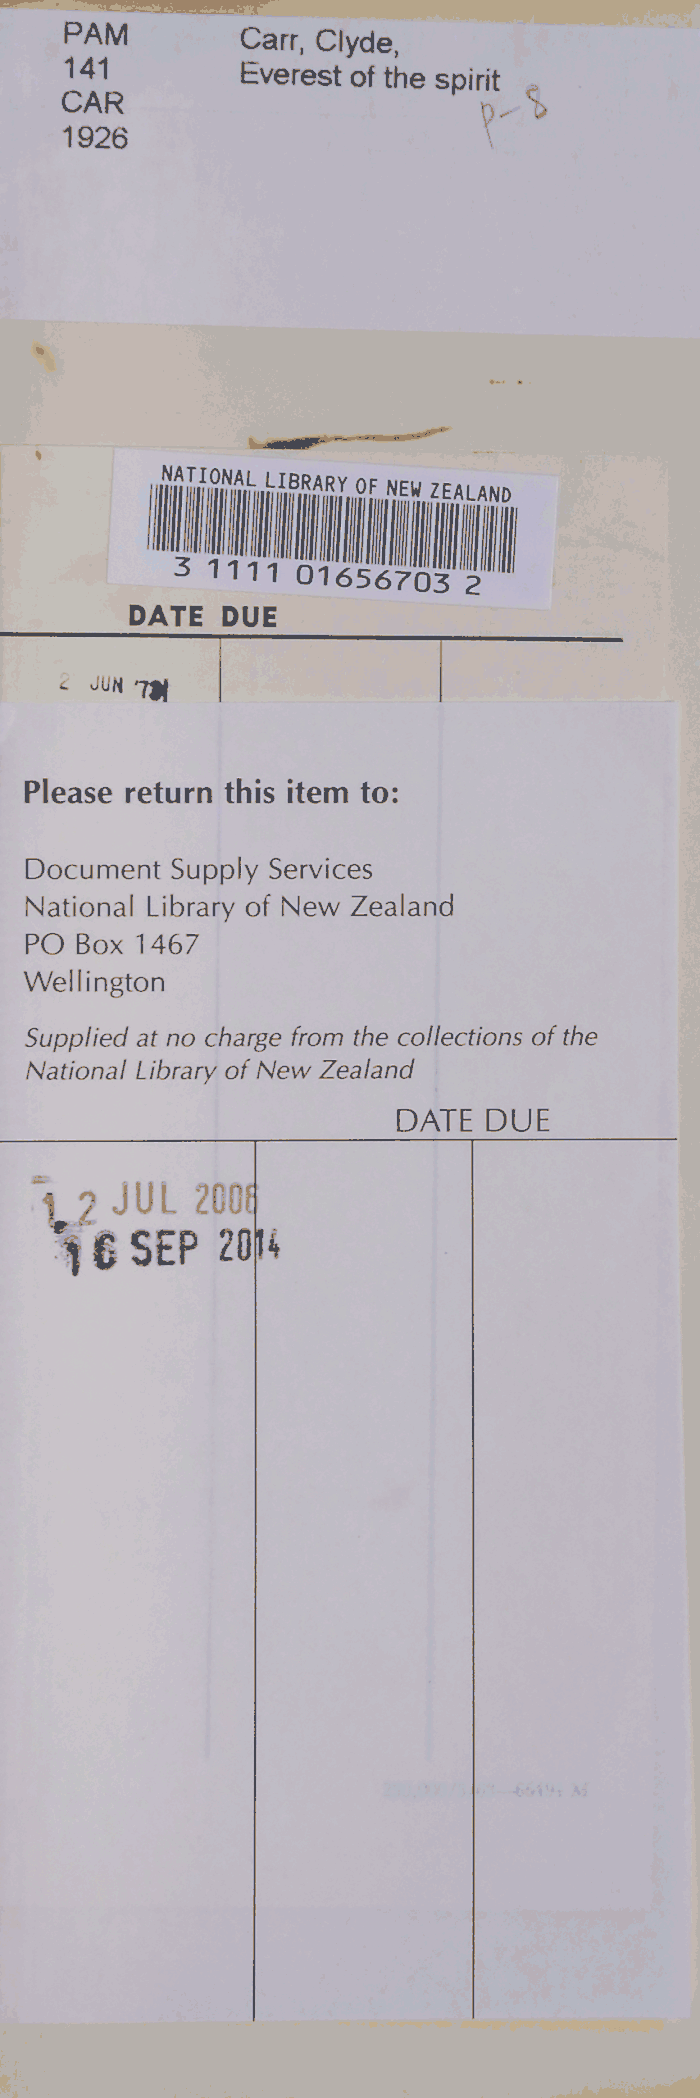 PAM
141
CAR
1926
Carr, Clyde,
Everest of the spirit
p-8
NATIONAL LIBRARY OF NEW ZEALAND
3 1111 01656703 2
DATE DUE
2 JUN
Please return this item to:
Document Supply Services
National Library of New Zealand
PO Box 1467
Wellington
Supplied at no charge from the collections of the
National Library of New Zealand
DATE DUE
12 JUL 2006
16 SEP 2014